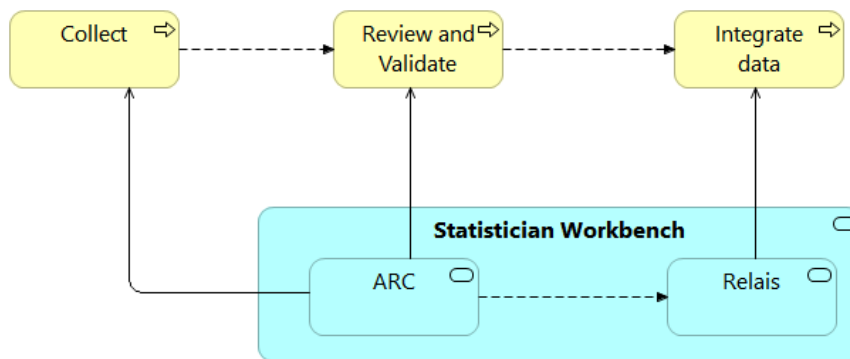 Collect
Review and
Validate
Integrate
data
Statistician Workbench
ARC
Relais